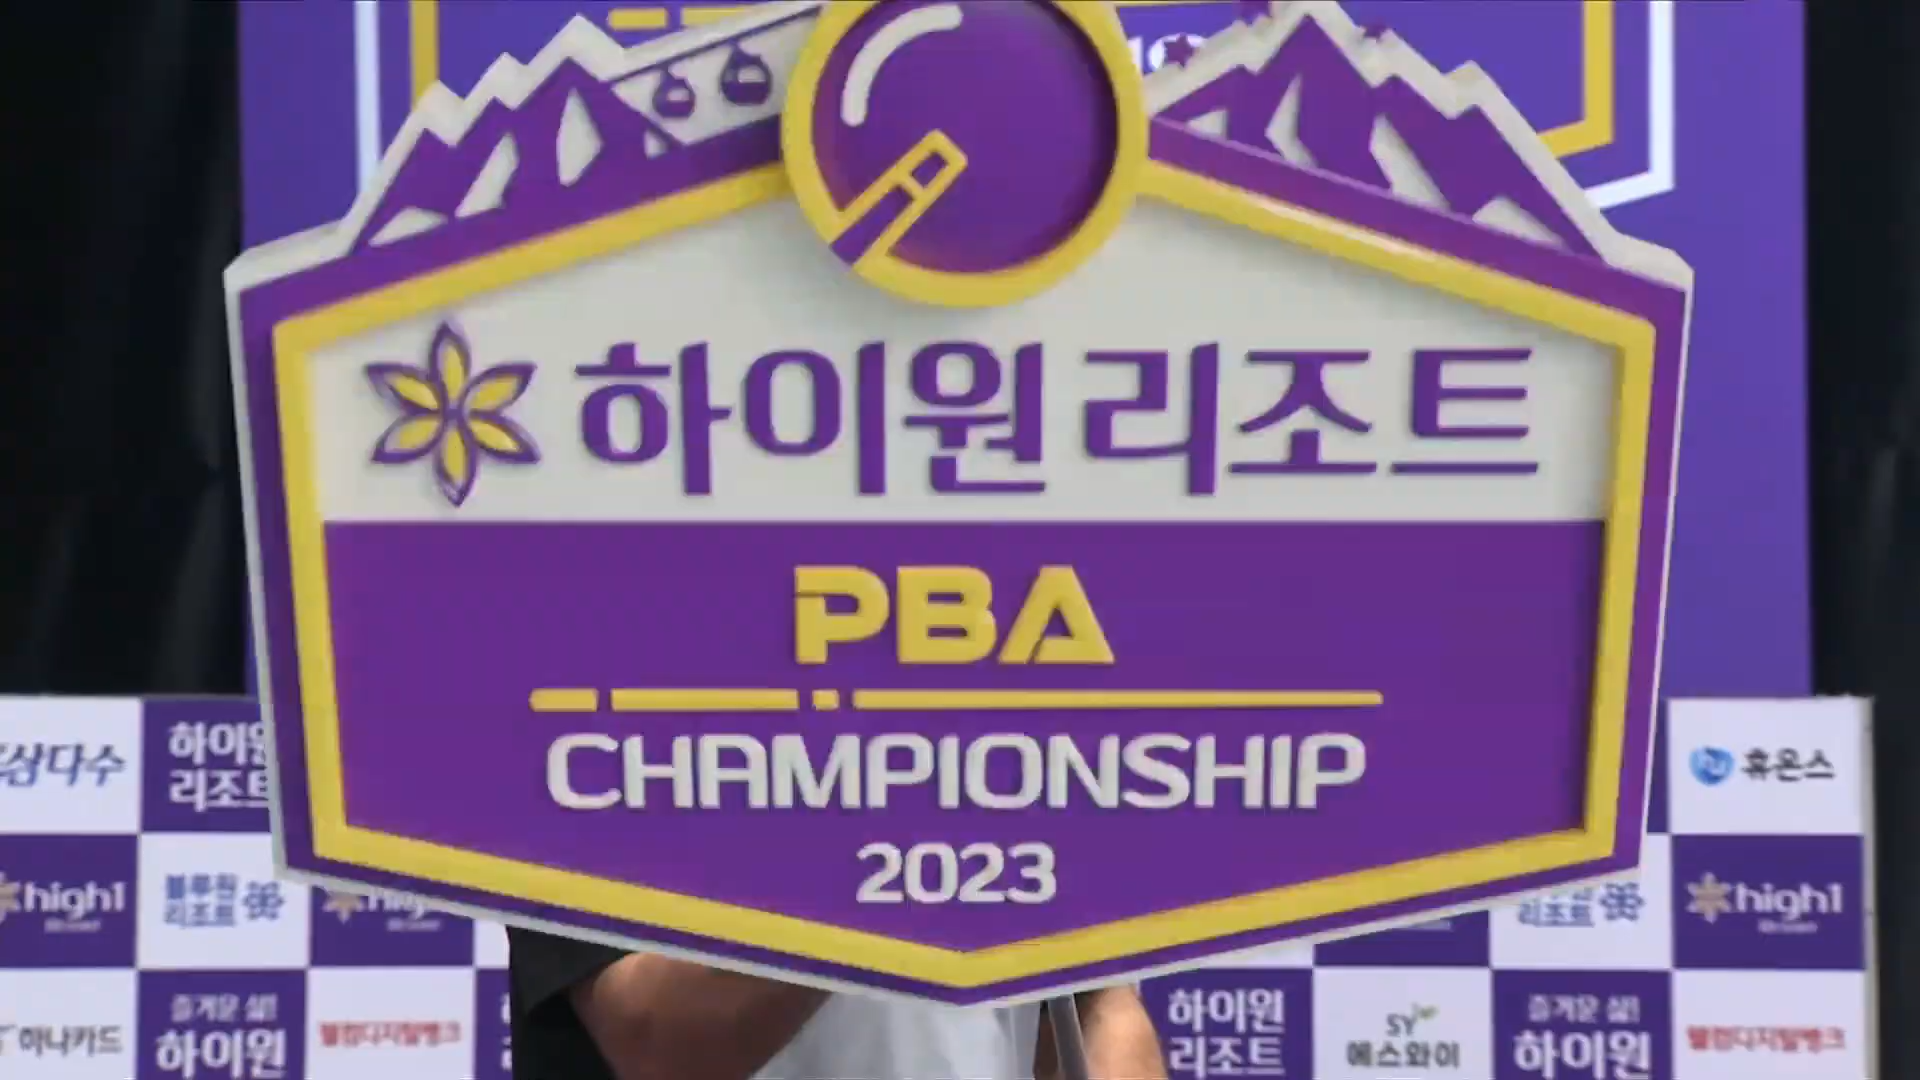 하이원리조트
PBA
CHAMPIONSHIP
2023
삼다수
하이원
리조트
휴온스
high1
블루원
리조트
high1
리조트
high1
하나카드
즐거운 삶!
하이원
웰컴디지털뱅크
하이원
리조트
SY
에스와이
즐거운 삶!
하이원
웰컴디지털뱅크